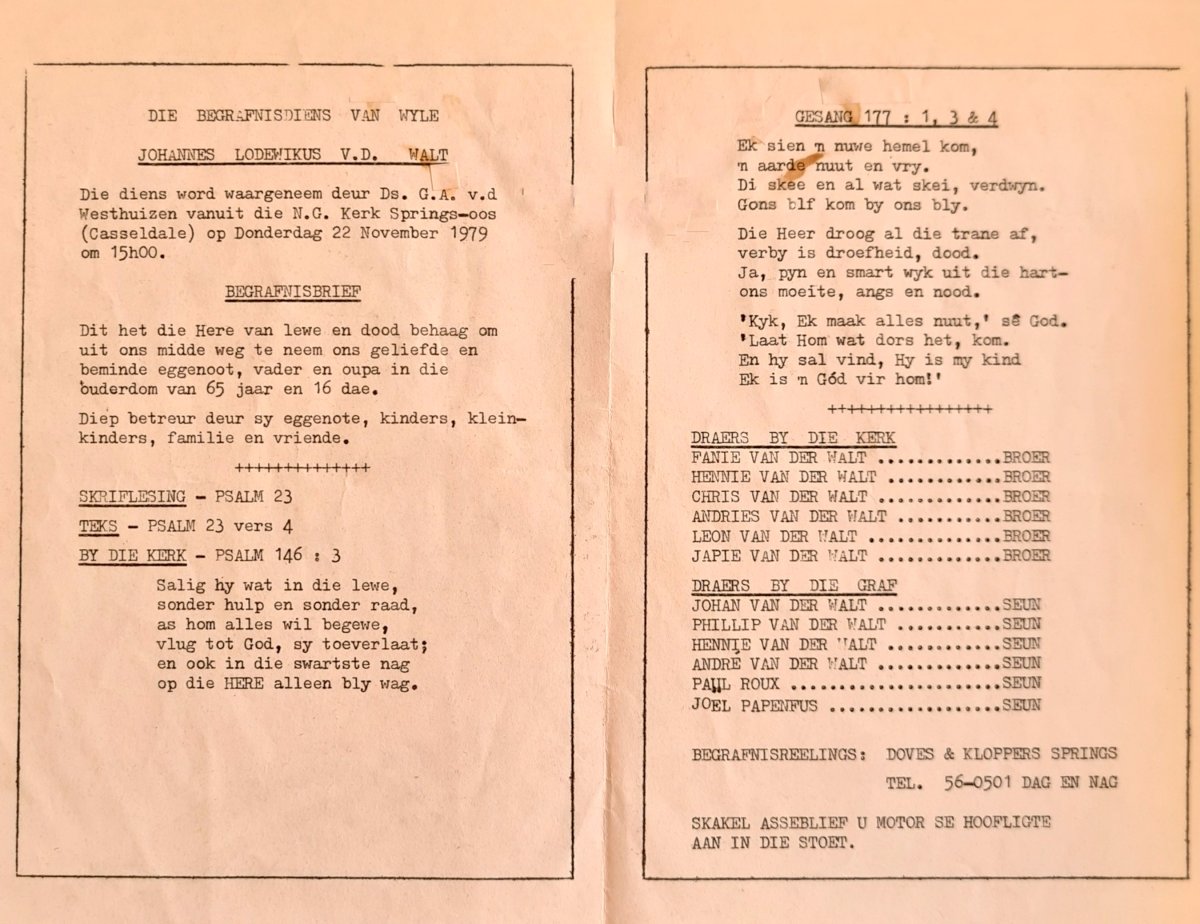 DIE BEGRAFNISDIENS VAN WYLE
JOHANNES LODEWIKUS V.D. WALT
Die diens word waargeneem deur Ds. G.A. v.d
Westhuizen vanuit die N.G. Kerk Springs-oos
(Casseldale) op Donderdag 22 November 1979
om 15h00.
BEGRAFNISBRIEF
Dit het die Here van lewe en dood behaag om
uit ons midde weg te neem ons geliefde en
beminde eggenoot, vader en oupa in die
ouderdom van 65 jaar en 16 dae.
Diep betreur deur sy eggenote, kinders, klein-
kinders, familie en vriende.
++++++++++++++
SKRIFLESING - PSALM 23
TEKS - PSALM 23 vers 4
BY DIE KERK - PSALM 146 : 3
Salig hy wat in die lewe,
sonder hulp en sonder raad,
as hom alles wil begewe,
vlug tot God, sy toeverlaat;
en ook in die swartste nag
op die HERE alleen bly wag.
GESANG 177 : 1, 3 & 4
Ek sien 'n nuwe hemel kom,
'n aarde nuut en vry.
Di skee en al wat skei, verdwyn.
Gons blf kom by ons bly.
Die Heer droog al die trane af,
verby is droefheid, dood.
Ja, pyn en smart wyk uit die hart-
ons moeite, angs en nood.
'Kyk, Ek maak alles nuut,' sê God.
'Laat Hom wat dors het, kom.
En hy sal vind, Hy is my kind
Ek is 'n Gód vir hom!'
+++++++++++++++++
DRAERS BY DIE KERK
FANIE VAN DER WALT .............BROER
HENNIE VAN DER WALT .............BROER
CHRIS VAN DER WALT .............BROER
ANDRIES VAN DER WALT ...........BROER
LEON VAN DER WALT ..............BROER
JAPIE VAN DER WALT .............BROER
DRAERS BY DIE GRAF
JOHAN VAN DER WALT .............SEUN
PHILLIP VAN DER WALT ...........SEUN
HENNIE VAN DER WALT .............SEUN
ANDRE VAN DER WALT .............SEUN
PAUL ROUX ......................SEUN
JOEL PAPENFUS ..................SEUN
BEGRAFNISREELINGS: DOVES & KLOPPERS SPRINGS
TEL. 56-0501 DAG EN NAG
SKAKEL ASSEBLIEF U MOTOR SE HOOFLIGTE
AAN IN DIE STOET.